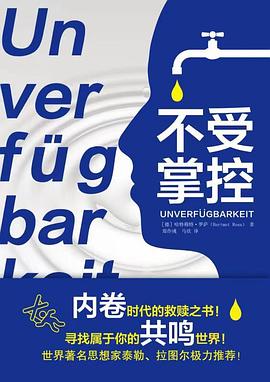 Un
ver
füg
bar
keit
不受
掌控
UNVERFÜGBARKEIT
［德］哈特穆特·罗萨（Hartmut Rosa） 著
郑作彧 马欣 译
内卷时代的救赎之书！
寻找属于你的共鸣世界！
世界著名思想家泰勒、拉图尔极力推荐！